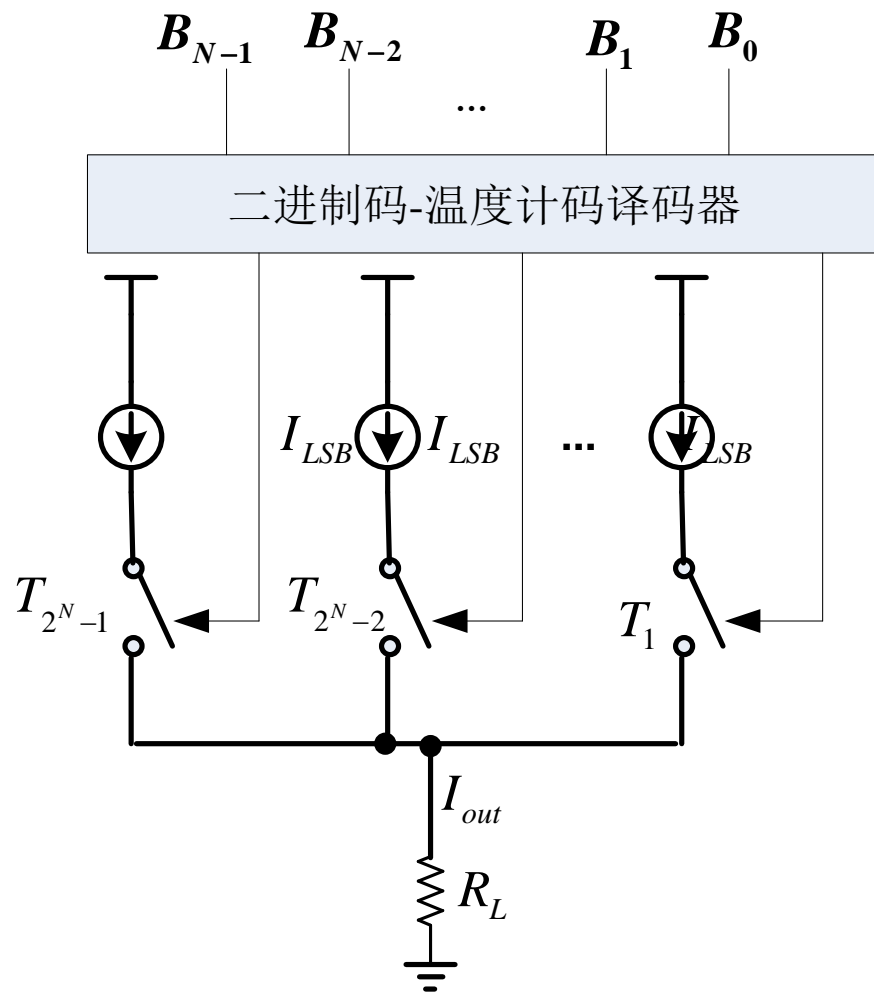 B_{N-1} B_{N-2} ... B_1 B_0
二进制码-温度计码译码器
I_{LSB} I_{LSB} ... I_{LSB}
T_{2^N-1} T_{2^N-2} T_1
I_{out}
R_L